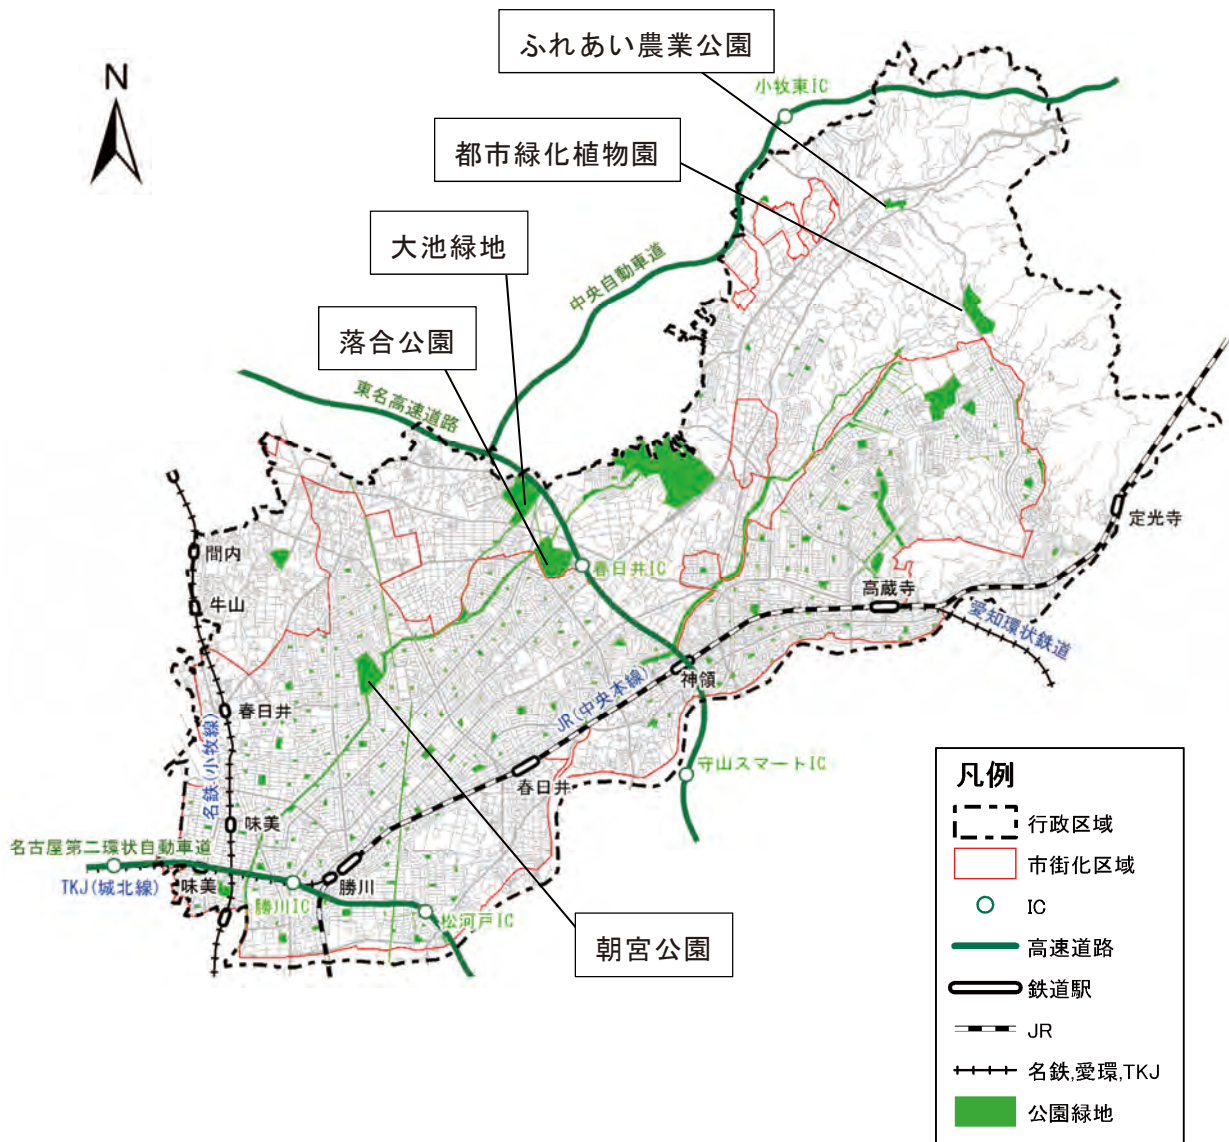 ふれあい農業公園
N
小牧東IC
都市緑化植物園
大池緑地
中央自動車道
落合公園
東名高速道路
定光寺
間内
春日井IC
高蔵寺
牛山
愛知環状鉄道
神領
JR(中央本線)
春日井
名鉄(小牧線)
守山スマートIC
春日井
味美
名古屋第二環状自動車道
TKJ(城北線)
味美
勝川
勝川IC
松河戸IC
朝宮公園
凡例
行政区域
市街化区域
IC
高速道路
鉄道駅
JR
名鉄,愛環,TKJ
公園緑地